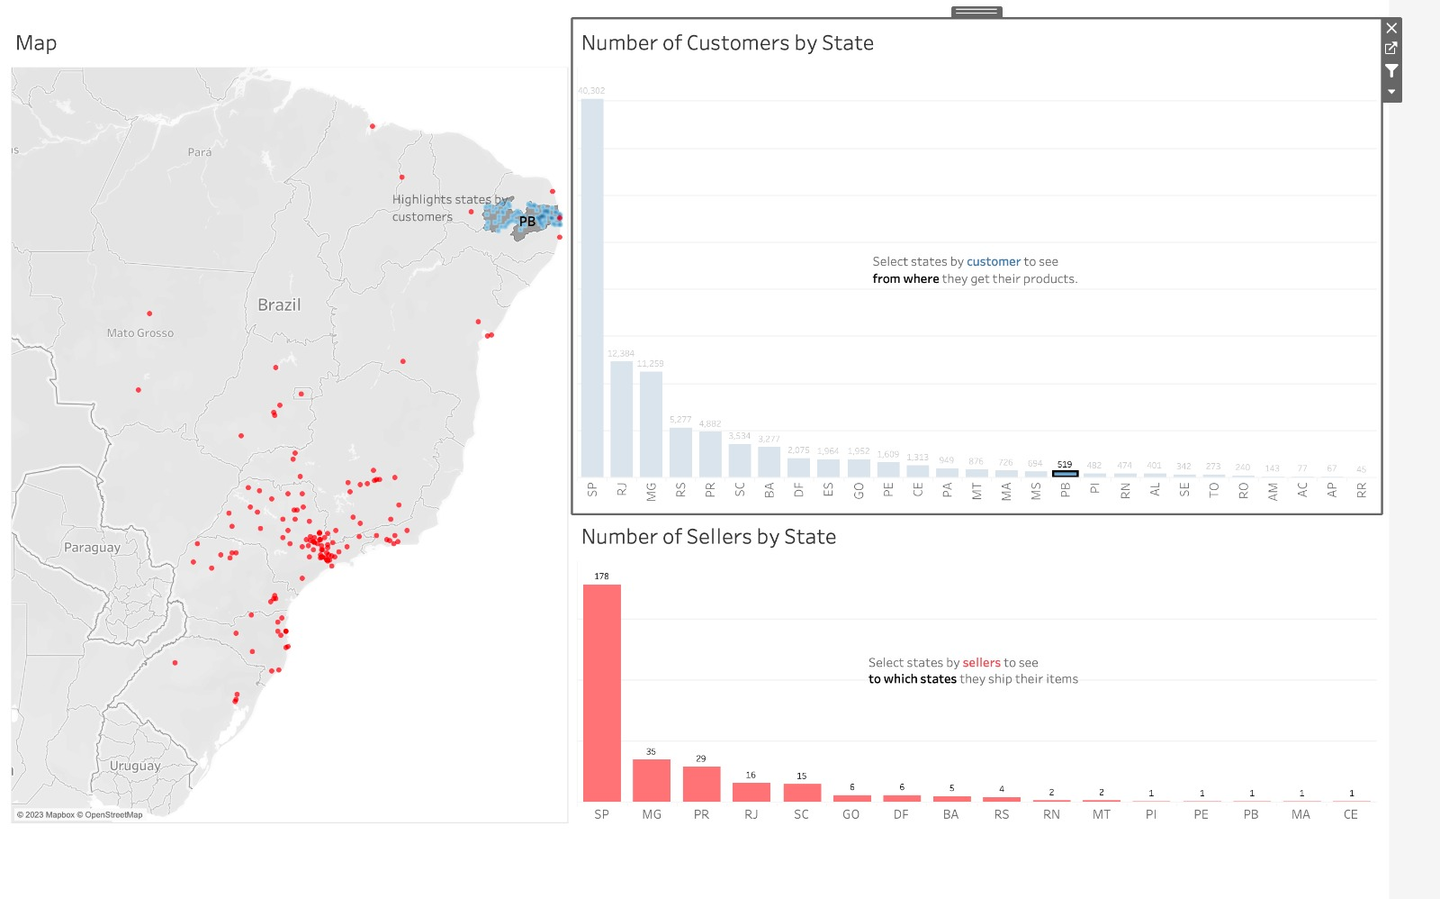 Map
as
Pará
Highlights states by
customers
PB
Brazil
Mato Grosso
Paraguay
Uruguay
© 2023 Mapbox © OpenStreetMap
Number of Customers by State
40,302
12,384
11,259
5,277
4,882
3,534
3,277
2,075
1,964
1,952
1,609
1,313
949
876
726
694
519
482
474
401
342
273
240
143
77
67
45
Select states by customer to see
from where they get their products.
SP RJ MG RS PR SC BA DF ES GO PE CE PA MT MA MS PB PI RN AL SE TO RO AM AC AP RR
Number of Sellers by State
178
35
29
16
15
6
6
5
4
2
2
1
1
1
1
1
Select states by sellers to see
to which states they ship their items
SP MG PR RJ SC GO DF BA RS RN MT PI PE PB MA CE